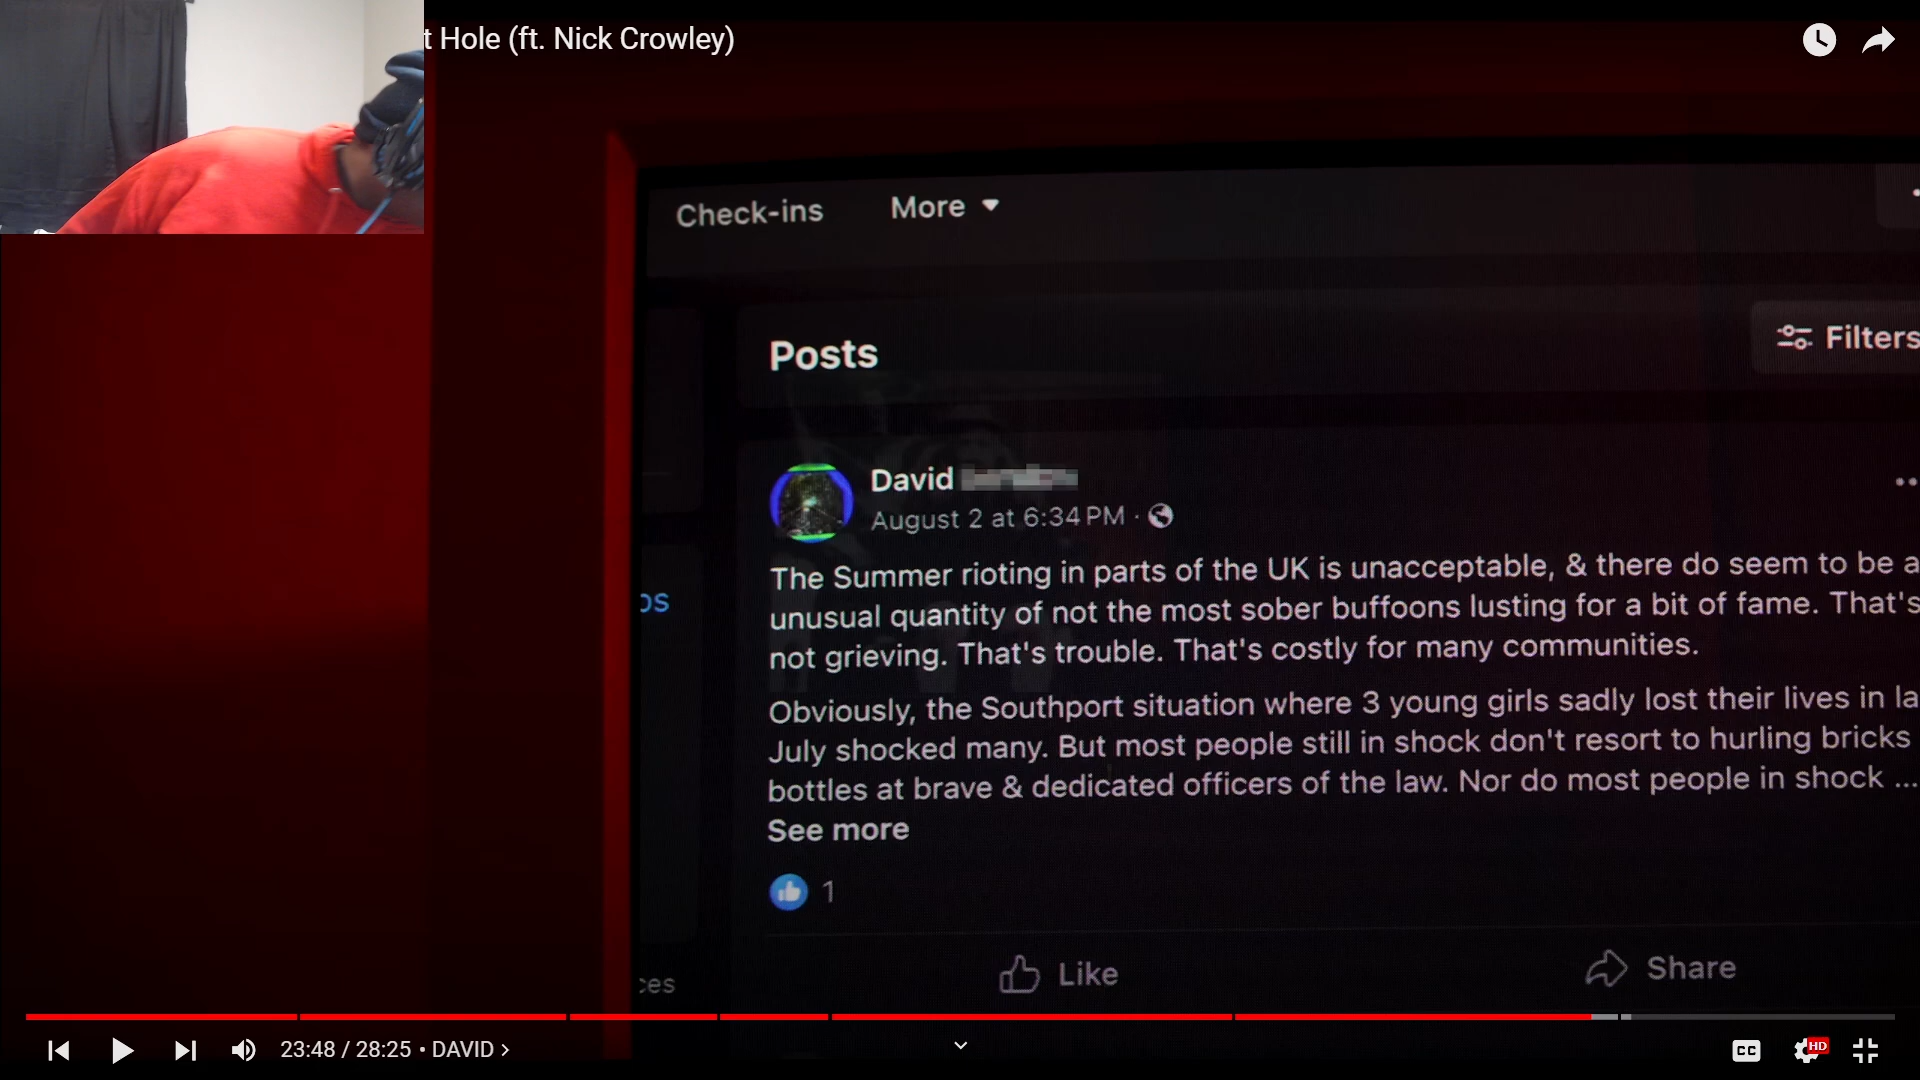 t Hole (ft. Nick Crowley)
Check-ins
More
Posts
Filters
David
August 2 at 6:34 PM ·
The Summer rioting in parts of the UK is unacceptable, & there do seem to be a
unusual quantity of not the most sober buffoons lusting for a bit of fame. That's
not grieving. That's trouble. That's costly for many communities.
Obviously, the Southport situation where 3 young girls sadly lost their lives in la
July shocked many. But most people still in shock don't resort to hurling bricks
bottles at brave & dedicated officers of the law. Nor do most people in shock ...
See more
1
Like
Share
23:48 / 28:25 • DAVID
CC
HD